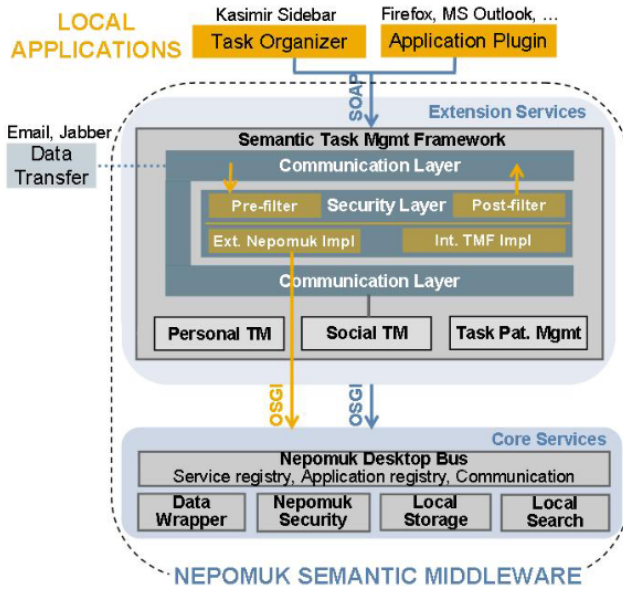 LOCAL
APPLICATIONS
Kasimir Sidebar
Task Organizer
Firefox, MS Outlook, ...
Application Plugin
SOAP
Extension Services
Email, Jabber
Data
Transfer
Semantic Task Mgmt Framework
Communication Layer
Pre-filter
Security Layer
Post-filter
Ext. Nepomuk Impl
Int. TMF Impl
Communication Layer
Personal TM
Social TM
Task Pat. Mgmt
OSGI
OSGI
Core Services
Nepomuk Desktop Bus
Service registry, Application registry, Communication
Data
Wrapper
Nepomuk
Security
Local
Storage
Local
Search
NEPOMUK SEMANTIC MIDDLEWARE